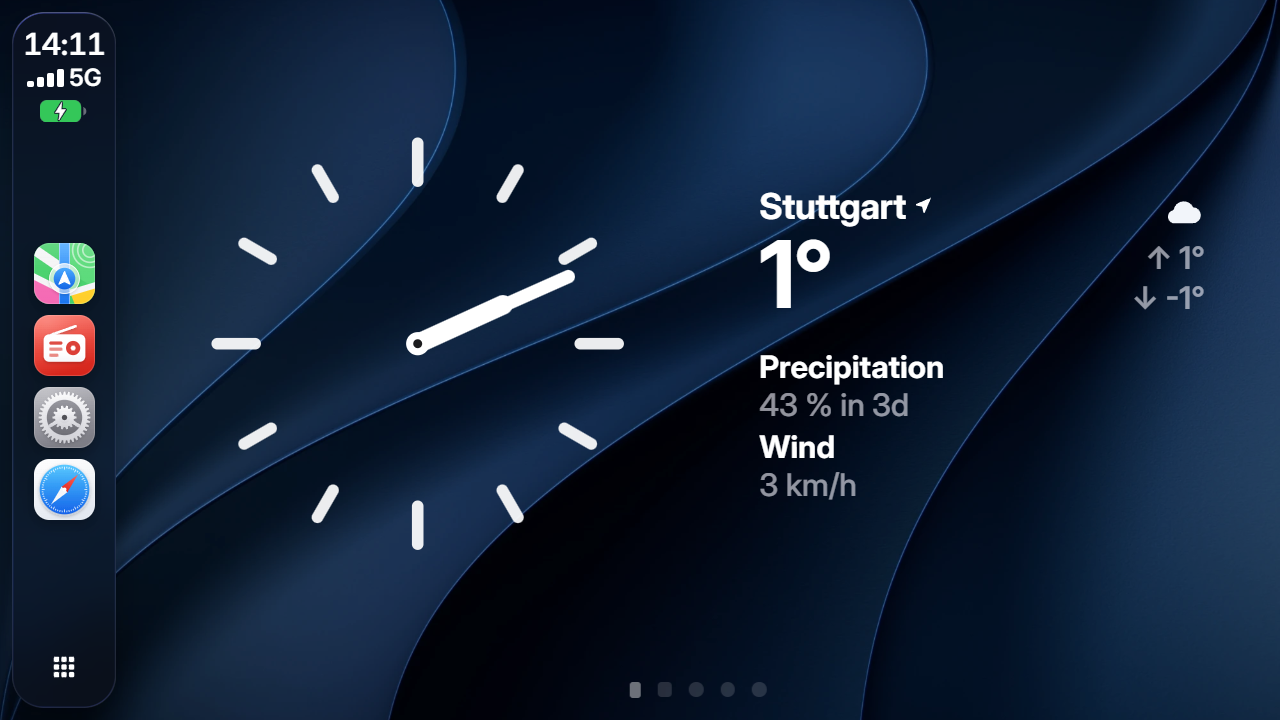 14:11
5G
Stuttgart
1°
↑ 1°
↓ -1°
Precipitation
43 % in 3d
Wind
3 km/h